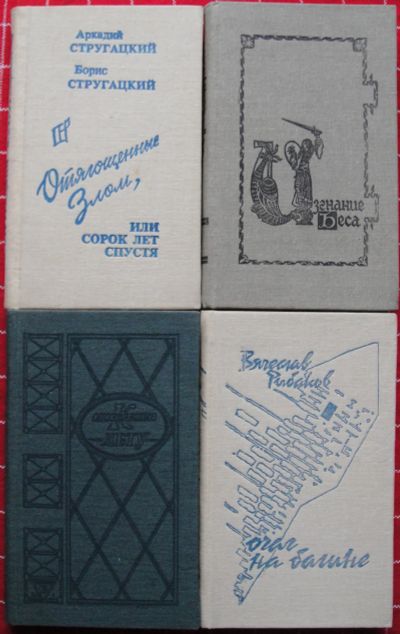 Аркадий
СТРУГАЦКИЙ
Борис
СТРУГАЦКИЙ
Отягощенные
Злом,
ИЛИ
СОРОК ЛЕТ
СПУСТЯ
Изгнание
Беса
Вячеслав
Рыбаков
очаг
на башне